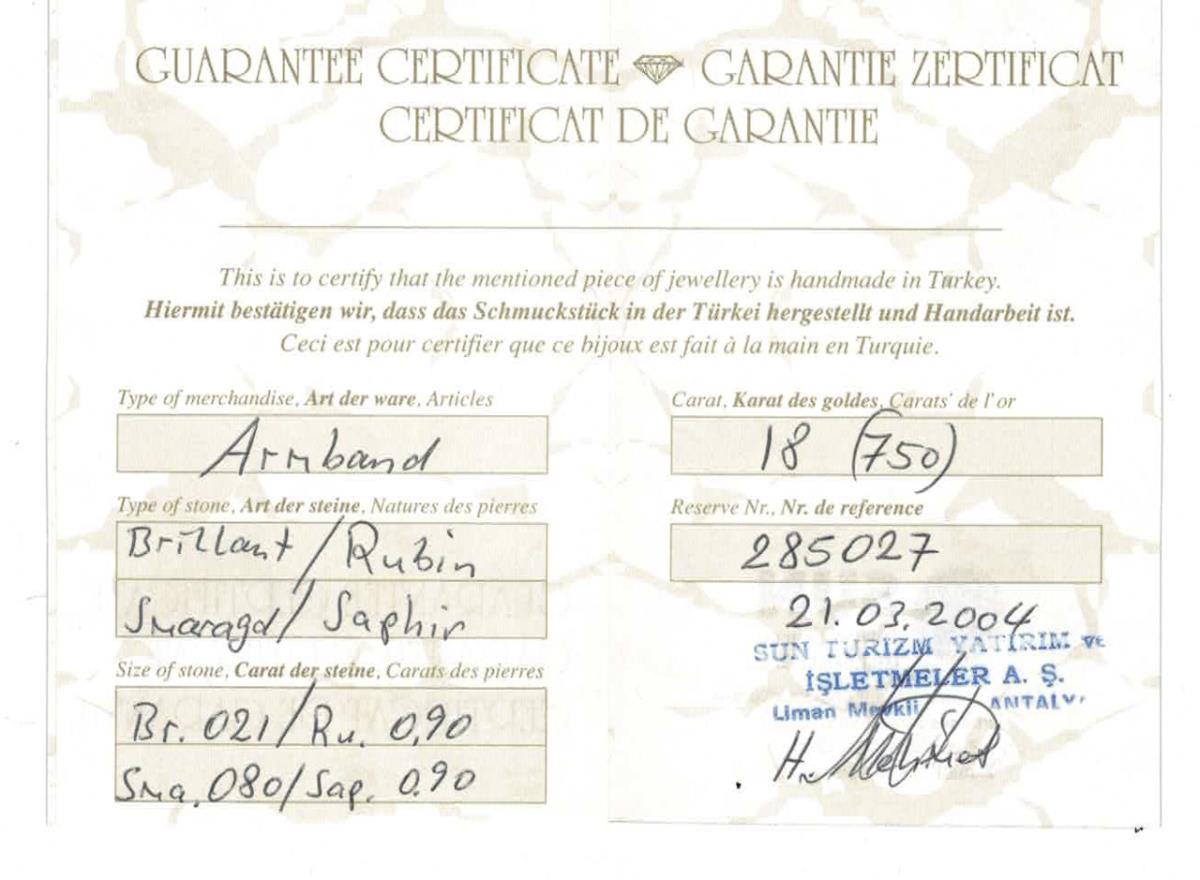 GUARANTEE CERTIFICATE GARANTIE ZERTIFICAT
CERTIFICAT DE GARANTIE
This is to certify that the mentioned piece of jewellery is handmade in Turkey.
Hiermit bestätigen wir, dass das Schmuckstück in der Türkei hergestellt und Handarbeit ist.
Ceci est pour certifier que ce bijoux est fait à la main en Turquie.
Type of merchandise, Art der ware, Articles
Armband
Carat, Karat des goldes, Carats' de l'or
18 (750)
Type of stone, Art der steine, Natures des pierres
Brillant / Rubin
Smaragd / Saphir
Reserve Nr., Nr. de reference
285027
21.03.2004
SUN TURİZM YATIRIM ve
İŞLETMELER A. Ş.
Liman Mevkii ANTALY
Size of stone, Carat der steine, Carats des pierres
Br. 021 / Ru. 0,90
Sma. 080 / Sap. 0.90
H.